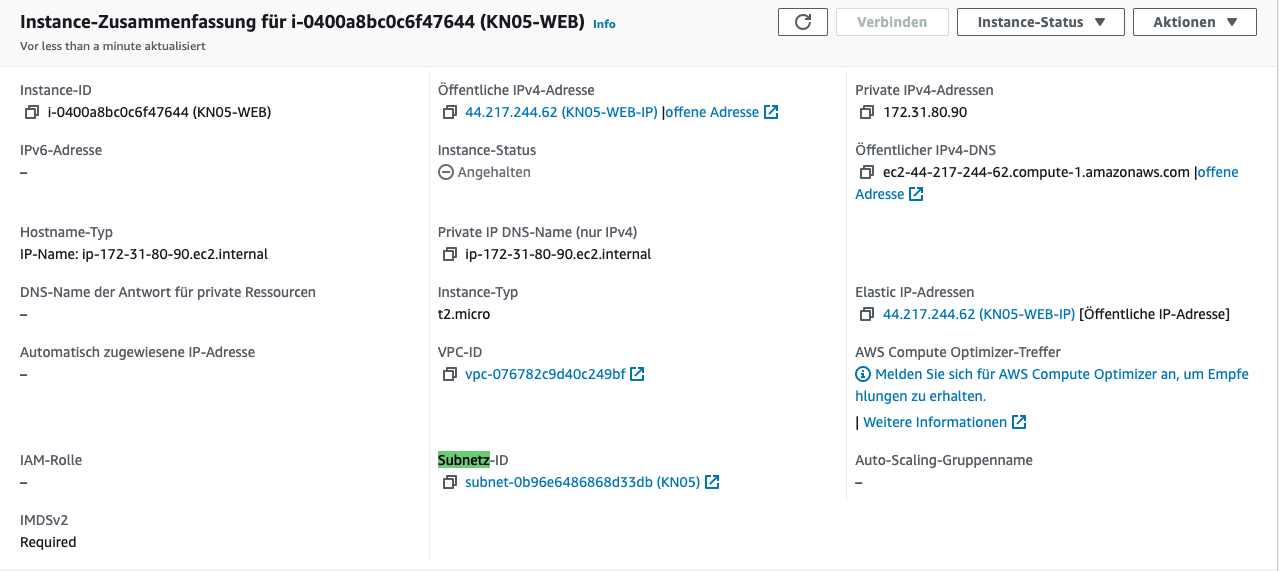 Instance-Zusammenfassung für i-0400a8bc0c6f47644 (KN05-WEB) Info
Vor less than a minute aktualisiert
Verbinden
Instance-Status
Aktionen
Instance-ID
i-0400a8bc0c6f47644 (KN05-WEB)
Öffentliche IPv4-Adresse
44.217.244.62 (KN05-WEB-IP) |offene Adresse
Private IPv4-Adressen
172.31.80.90
IPv6-Adresse
–
Instance-Status
Angehalten
Öffentlicher IPv4-DNS
ec2-44-217-244-62.compute-1.amazonaws.com |offene
Adresse
Hostname-Typ
IP-Name: ip-172-31-80-90.ec2.internal
Private IP DNS-Name (nur IPv4)
ip-172-31-80-90.ec2.internal
DNS-Name der Antwort für private Ressourcen
–
Instance-Typ
t2.micro
Elastic IP-Adressen
44.217.244.62 (KN05-WEB-IP) [Öffentliche IP-Adresse]
Automatisch zugewiesene IP-Adresse
–
VPC-ID
vpc-076782c9d40c249bf
AWS Compute Optimizer-Treffer
Melden Sie sich für AWS Compute Optimizer an, um Empfe
hlungen zu erhalten.
| Weitere Informationen
IAM-Rolle
–
Subnetz-ID
subnet-0b96e6486868d33db (KN05)
Auto-Scaling-Gruppenname
–
IMDSv2
Required